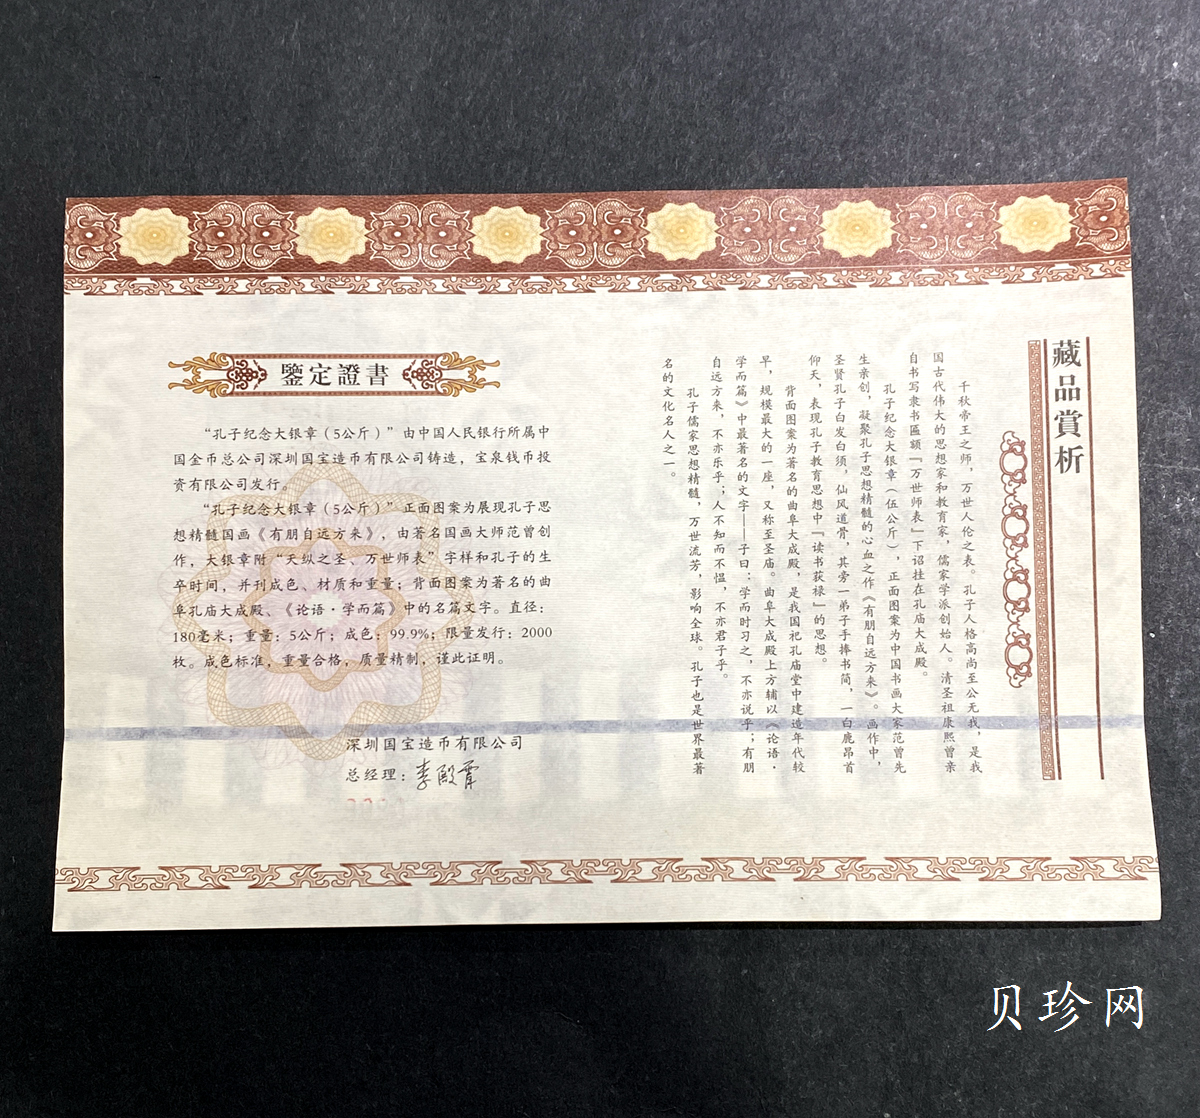 鑒定證書
“孔子纪念大银章（5公斤）”由中国人民银行所属中
国金币总公司深圳国宝造币有限公司铸造，宝泉钱币投
资有限公司发行。
“孔子纪念大银章（5公斤）”正面图案为展现孔子思
想精髓国画《有朋自远方来》，由著名国画大师范曾创
作，大银章附“天纵之圣、万世师表”字样和孔子的生
卒时间，并刊成色、材质和重量；背面图案为著名的曲
阜孔庙大成殿、《论语·学而篇》中的名篇文字。直径：
180毫米；重量：5公斤；成色：99.9%；限量发行：2000
枚。成色标准，重量合格，质量精制，谨此证明。
深圳国宝造币有限公司
总经理：
藏品賞析
千秋帝王之师，万世人伦之表。孔子人格高尚至公无我，是我
国古代伟大的思想家和教育家，儒家学派创始人。清圣祖康熙曾亲
自书写隶书匾额『万世师表』下诏挂在孔庙大成殿。
孔子纪念大银章（伍公斤），正面图案为中国书画大家范曾先
生亲创，凝聚孔子思想精髓的心血之作《有朋自远方来》。画作中，
圣贤孔子白发白须，仙风道骨，其旁一弟子手捧书简，一白鹿昂首
仰天，表现孔子教育思想中『读书获禄』的思想。
背面图案为著名的曲阜大成殿，是我国祀孔庙堂中建造年代较
早，规模最大的一座，又称至圣庙。曲阜大成殿上方辅以《论语·
学而篇》中最著名的文字——子曰：学而时习之，不亦说乎；有朋
自远方来，不亦乐乎；人不知而不愠，不亦君子乎。
孔子儒家思想精髓，万世流芳，影响全球。孔子也是世界最著
名的文化名人之一。
贝珍网